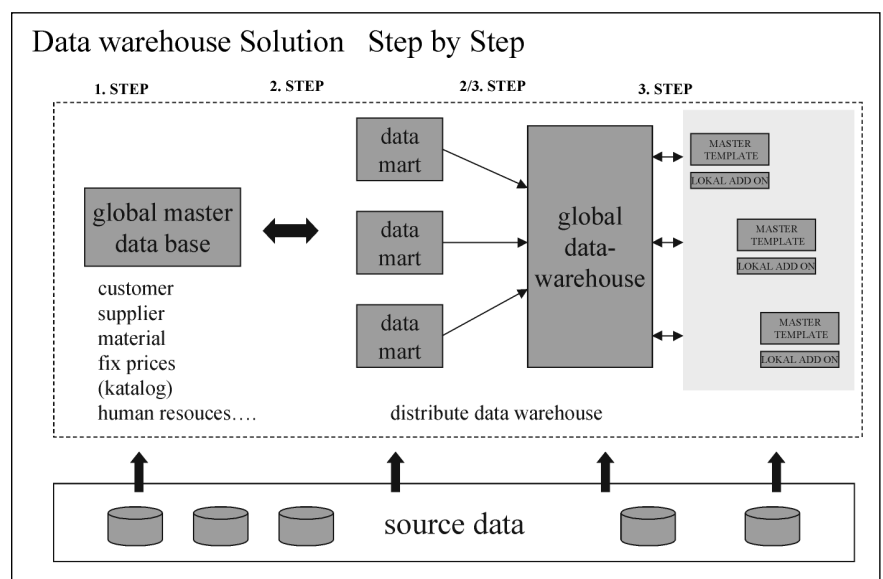 Data warehouse Solution   Step by Step
1. STEP
2. STEP
2/3. STEP
3. STEP
global master
data base
customer
supplier
material
fix prices
(katalog)
human resouces….
data
mart
data
mart
data
mart
global
data-
warehouse
distribute data warehouse
MASTER
TEMPLATE
LOKAL ADD ON
MASTER
TEMPLATE
LOKAL ADD ON
MASTER
TEMPLATE
LOKAL ADD ON
source data